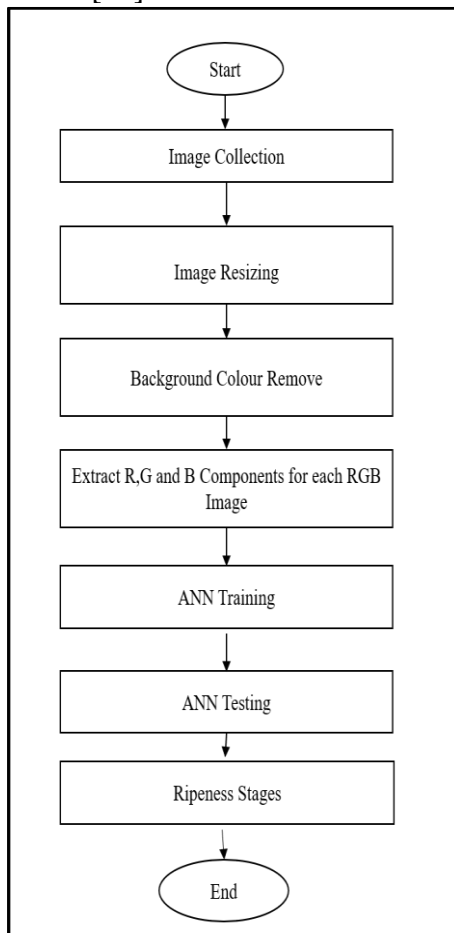 Start
Image Collection
Image Resizing
Background Colour Remove
Extract R,G and B Components for each RGB
Image
ANN Training
ANN Testing
Ripeness Stages
End